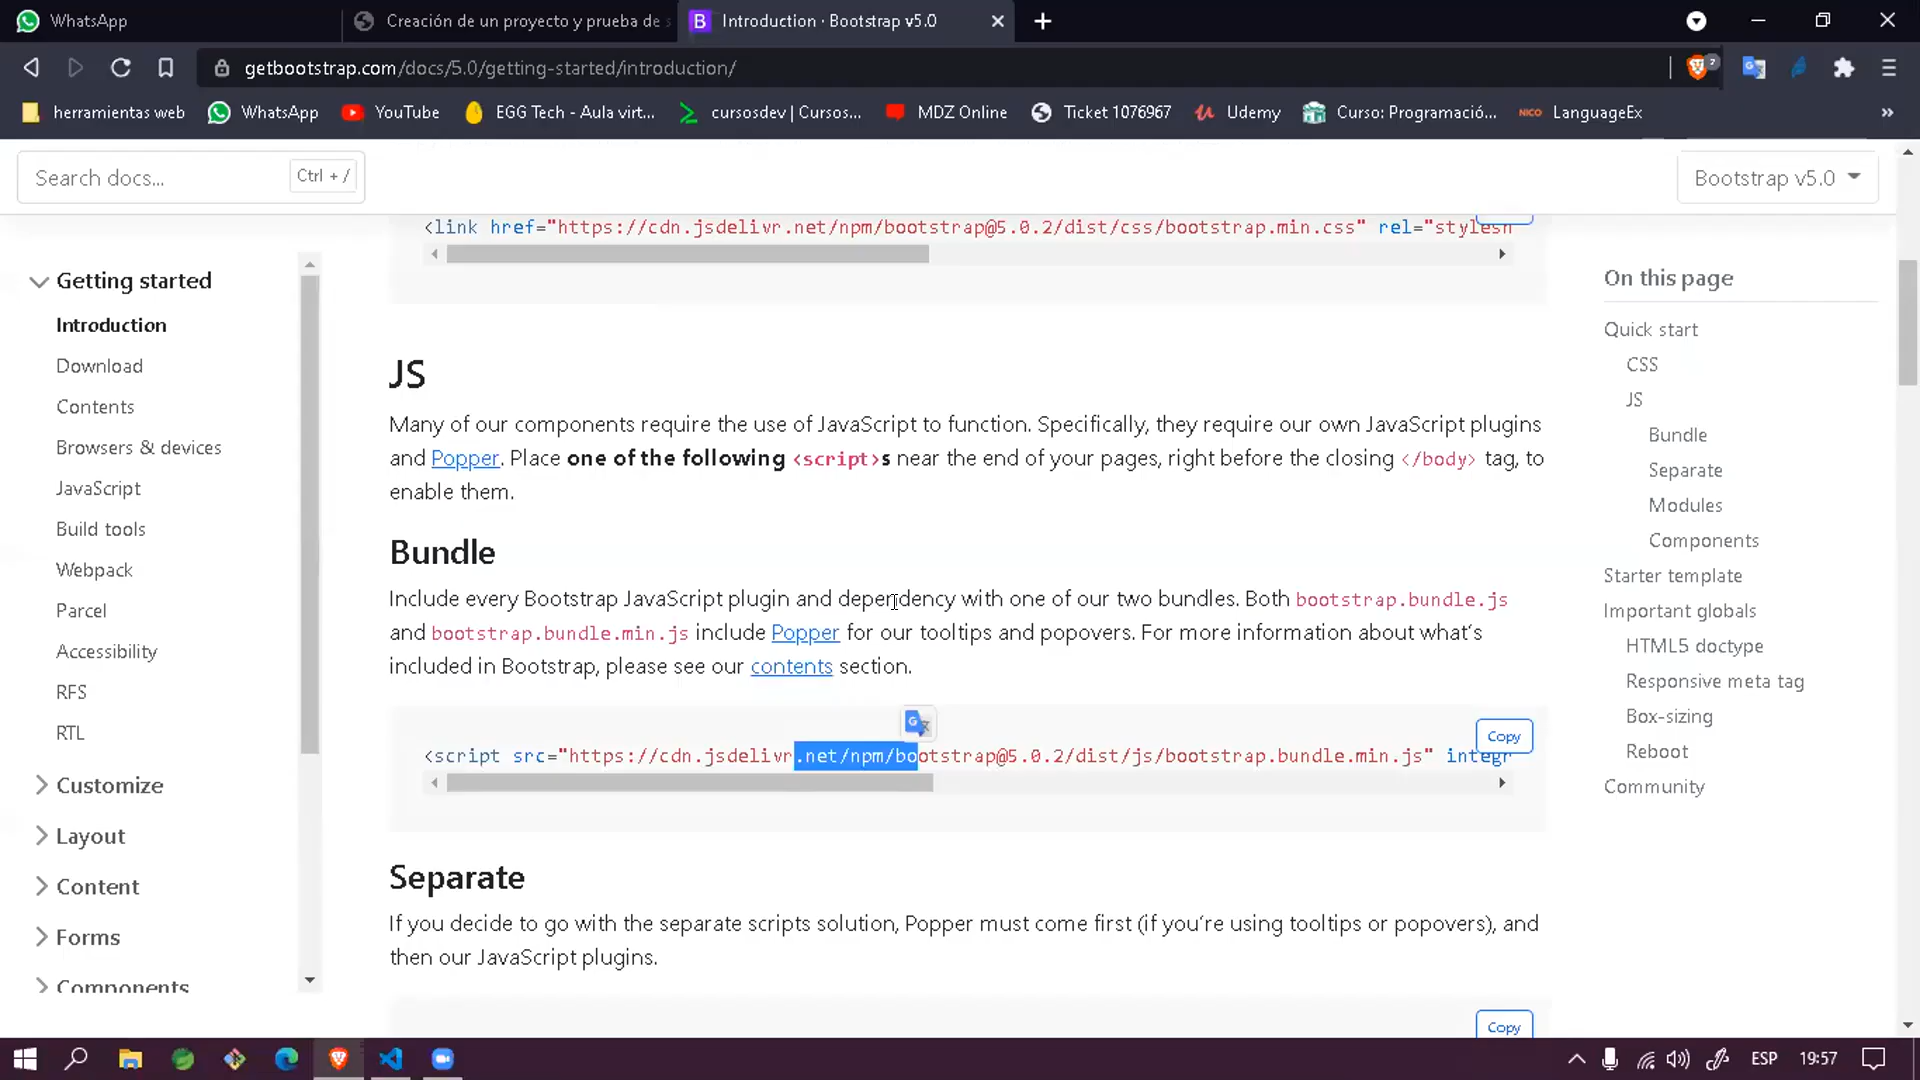 WhatsApp
Creación de un proyecto y prueba de s
Introduction · Bootstrap v5.0
getbootstrap.com/docs/5.0/getting-started/introduction/
herramientas web
WhatsApp
YouTube
EGG Tech - Aula virt...
cursosdev | Cursos...
MDZ Online
Ticket 1076967
Udemy
Curso: Programació...
NICO
LanguageEx
Search docs...
Ctrl + /
Bootstrap v5.0
Getting started
Introduction
Download
Contents
Browsers & devices
JavaScript
Build tools
Webpack
Parcel
Accessibility
RFS
RTL
Customize
Layout
Content
Forms
Components
<link href="https://cdn.jsdelivr.net/npm/bootstrap@5.0.2/dist/css/bootstrap.min.css" rel="stylesh
JS
Many of our components require the use of JavaScript to function. Specifically, they require our own JavaScript plugins
and Popper. Place one of the following <script>s near the end of your pages, right before the closing </body> tag, to
enable them.
Bundle
Include every Bootstrap JavaScript plugin and dependency with one of our two bundles. Both bootstrap.bundle.js
and bootstrap.bundle.min.js include Popper for our tooltips and popovers. For more information about what's
included in Bootstrap, please see our contents section.
Copy
<script src="https://cdn.jsdelivr.net/npm/bootstrap@5.0.2/dist/js/bootstrap.bundle.min.js" integr
Separate
If you decide to go with the separate scripts solution, Popper must come first (if you're using tooltips or popovers), and
then our JavaScript plugins.
Copy
On this page
Quick start
CSS
JS
Bundle
Separate
Modules
Components
Starter template
Important globals
HTML5 doctype
Responsive meta tag
Box-sizing
Reboot
Community
ESP
19:57